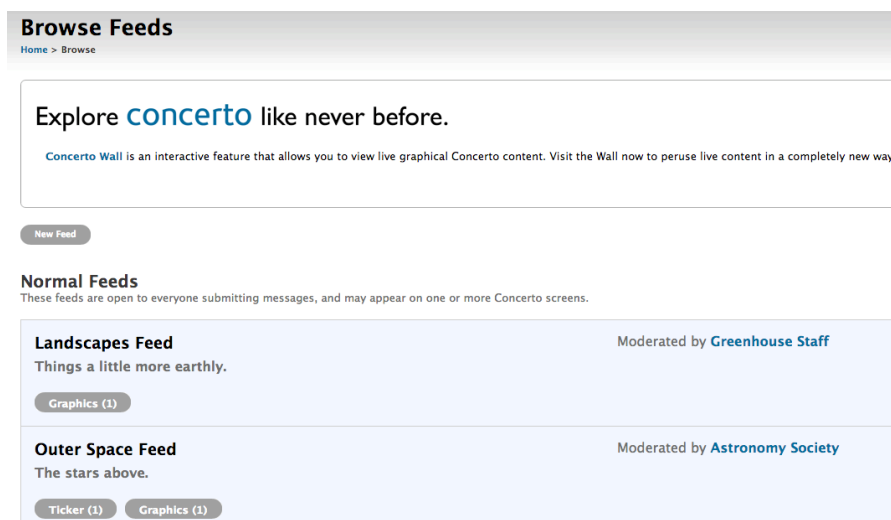 Browse Feeds
Home > Browse
Explore concerto like never before.
Concerto Wall is an interactive feature that allows you to view live graphical Concerto content. Visit the Wall now to peruse live content in a completely new way
New Feed
Normal Feeds
These feeds are open to everyone submitting messages, and may appear on one or more Concerto screens.
Landscapes Feed
Moderated by Greenhouse Staff
Things a little more earthly.
Graphics (1)
Outer Space Feed
Moderated by Astronomy Society
The stars above.
Ticker (1) Graphics (1)